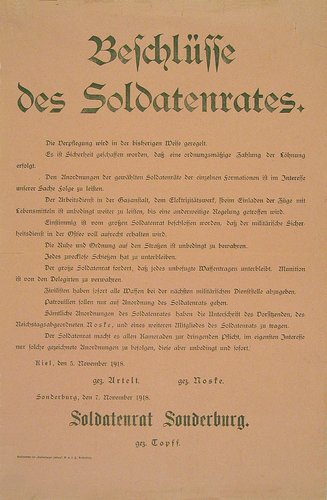 Beschlüsse
des Soldatenrates.
Die Verpflegung wird in der bisherigen Weise geregelt.
Es ist Sicherheit geschaffen worden, daß eine ordnungsmäßige Zahlung der Löhnung
erfolgt.
Den Anordnungen der gewählten Soldatenräte der einzelnen Formationen ist im Interesse
unserer Sache Folge zu leisten.
Der Arbeitsdienst in der Gasanstalt, dem Elektrizitätswerk, beim Einladen der Züge mit
Lebensmitteln ist unbedingt weiter zu leisten, bis eine anderweitige Regelung getroffen wird.
Einstimmig ist vom großen Soldatenrat beschlossen worden, daß der militärische Sicher-
heitsdienst in der Ostsee voll aufrecht erhalten wird.
Die Ruhe und Ordnung auf den Straßen ist unbedingt zu bewahren.
Jedes zwecklose Schießen hat zu unterbleiben.
Der große Soldatenrat fordert, daß jedes unbefugte Waffentragen unterbleibt. Munition
ist von den Delegierten zu verwahren.
Zivilisten haben sofort alle Waffen bei der nächsten militärischen Dienststelle abzugeben.
Patrouillen sollen nur auf Anordnung des Soldatenrates gehen.
Sämtliche Anordnungen des Soldatenrates haben die Unterschrift des Vorsitzenden, des
Reichstagsabgeordneten Noske, und eines weiteren Mitgliedes des Soldatenrates zu tragen.
Der Soldatenrat macht es allen Kameraden zur dringenden Pflicht, im eigensten Interesse
nur solche gezeichnete Anordnungen zu befolgen, diese aber unbedingt und sofort.
Kiel, den 5. November 1918.
gez. Artelt. gez. Noske.
Sonderburg, den 7. November 1918.
Soldatenrat Sonderburg.
gez. Topff.